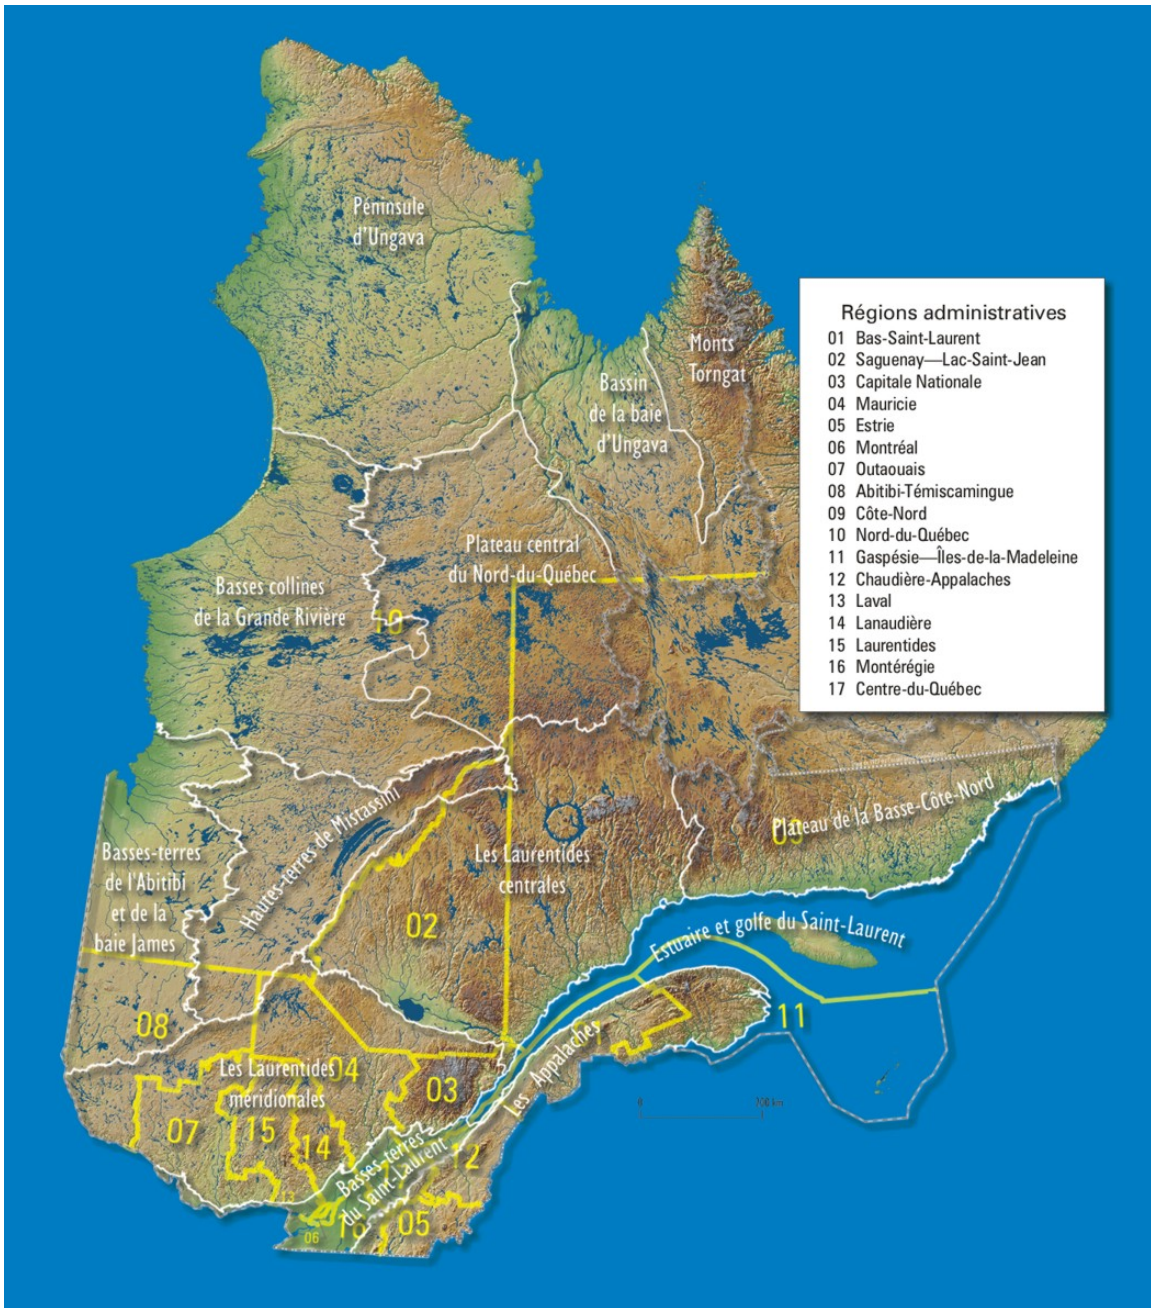 Péninsule
d'Ungava
Monts
Torngat
Bassin
de la baie
d'Ungava
Plateau central
du Nord-du-Québec
Basses collines
de la Grande Rivière
10
Hautes-terres de Mistassini
Basses-terres
de l'Abitibi
et de la
baie James
Les Laurentides
centrales
09
Plateau de la Basse-Côte-Nord
02
Estuaire et golfe du Saint-Laurent
11
08
Les Laurentides
méridionales
04
03
Les Appalaches
07
15
14
12
Basses-terres
du Saint-Laurent
13
06
05
0
200 km
Régions administratives
01 Bas-Saint-Laurent
02 Saguenay—Lac-Saint-Jean
03 Capitale Nationale
04 Mauricie
05 Estrie
06 Montréal
07 Outaouais
08 Abitibi-Témiscamingue
09 Côte-Nord
10 Nord-du-Québec
11 Gaspésie—Îles-de-la-Madeleine
12 Chaudière-Appalaches
13 Laval
14 Lanaudière
15 Laurentides
16 Montérégie
17 Centre-du-Québec